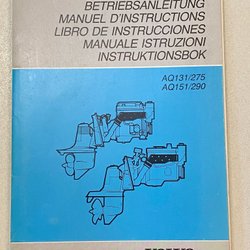 BETRIEBSANLEITUNG
MANUEL D'INSTRUCTIONS
LIBRO DE INSTRUCCIONES
MANUALE ISTRUZIONI
INSTRUKTIONSBOK
AQ131/275
AQ151/290